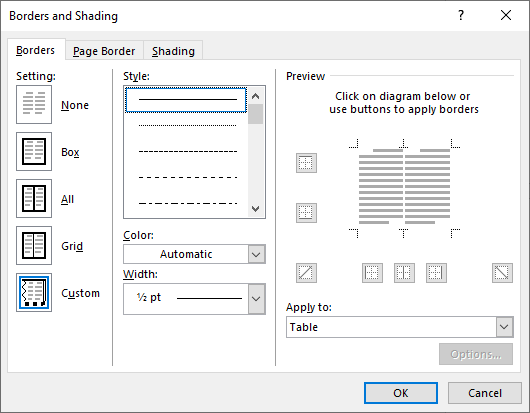 Borders and Shading
?
Borders
Page Border
Shading
Setting:
None
Box
All
Grid
Custom
Style:
Color:
Automatic
Width:
½ pt
Preview
Click on diagram below or
use buttons to apply borders
Apply to:
Table
Options...
OK
Cancel